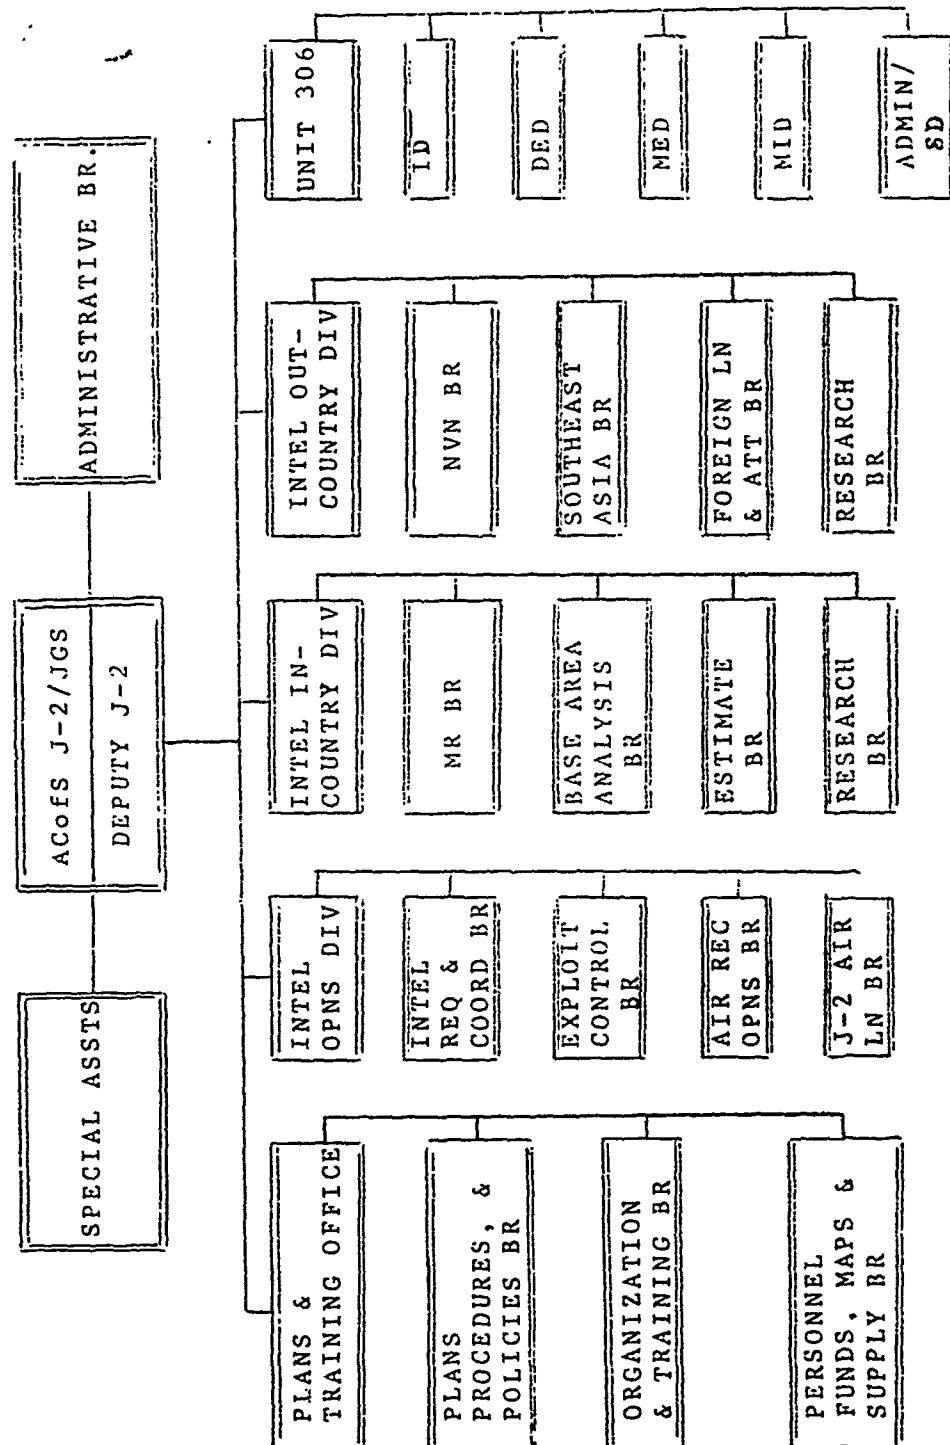 SPECIAL ASSTS
ACofS J-2/JGS
DEPUTY J-2
ADMINISTRATIVE BR.
PLANS &
TRAINING OFFICE
PLANS
PROCEDURES, &
POLICIES BR
ORGANIZATION
& TRAINING BR
PERSONNEL
FUNDS, MAPS &
SUPPLY BR
INTEL
OPNS DIV
INTEL
REQ &
COORD BR
EXPLOIT
CONTROL
BR
AIR REC
OPNS BR
J-2 AIR
LN BR
INTEL IN-
COUNTRY DIV
MR BR
BASE AREA
ANALYSIS
BR
ESTIMATE
BR
RESEARCH
BR
INTEL OUT-
COUNTRY DIV
NVN BR
SOUTHEAST
ASIA BR
FOREIGN LN
& ATT BR
RESEARCH
BR
UNIT 306
ID
DED
MED
MID
ADMIN/
SD